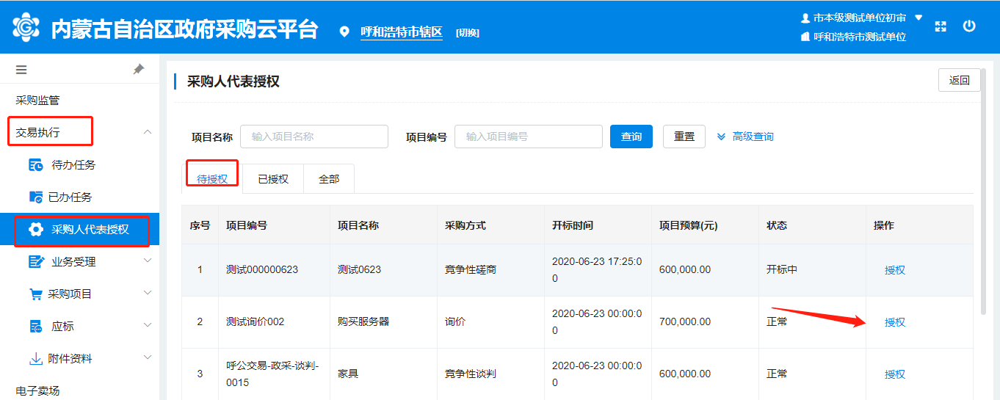 内蒙古自治区政府采购云平台
呼和浩特市辖区 [切换]
市本级测试单位初审
呼和浩特市测试单位
采购监管
交易执行
待办任务
已办任务
采购人代表授权
业务受理
采购项目
应标
附件资料
电子卖场
采购人代表授权
返回
项目名称 输入项目名称 项目编号 输入项目编号 查询 重置 高级查询
待授权 已授权 全部
序号 项目编号 项目名称 采购方式 开标时间 项目预算(元) 状态 操作
1 测试000000623 测试0623 竞争性磋商 2020-06-23 17:25:0
0 600,000.00 开标中 授权
2 测试询价002 购买服务器 询价 2020-06-23 00:00:0
0 700,000.00 正常 授权
3 呼公交易-政采-谈判-
0015 家具 竞争性谈判 2020-06-23 00:00:0
0 600,000.00 正常 授权